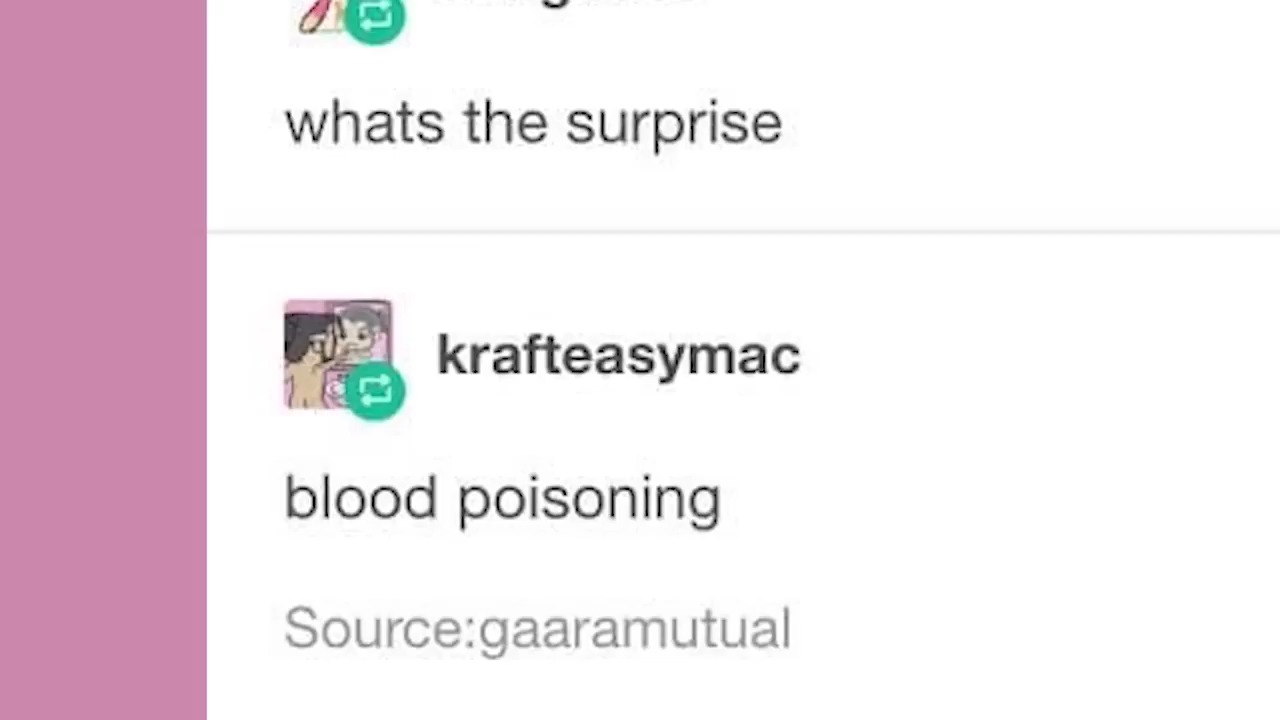 whats the surprise
krafteasymac
blood poisoning
Source:gaaramutual